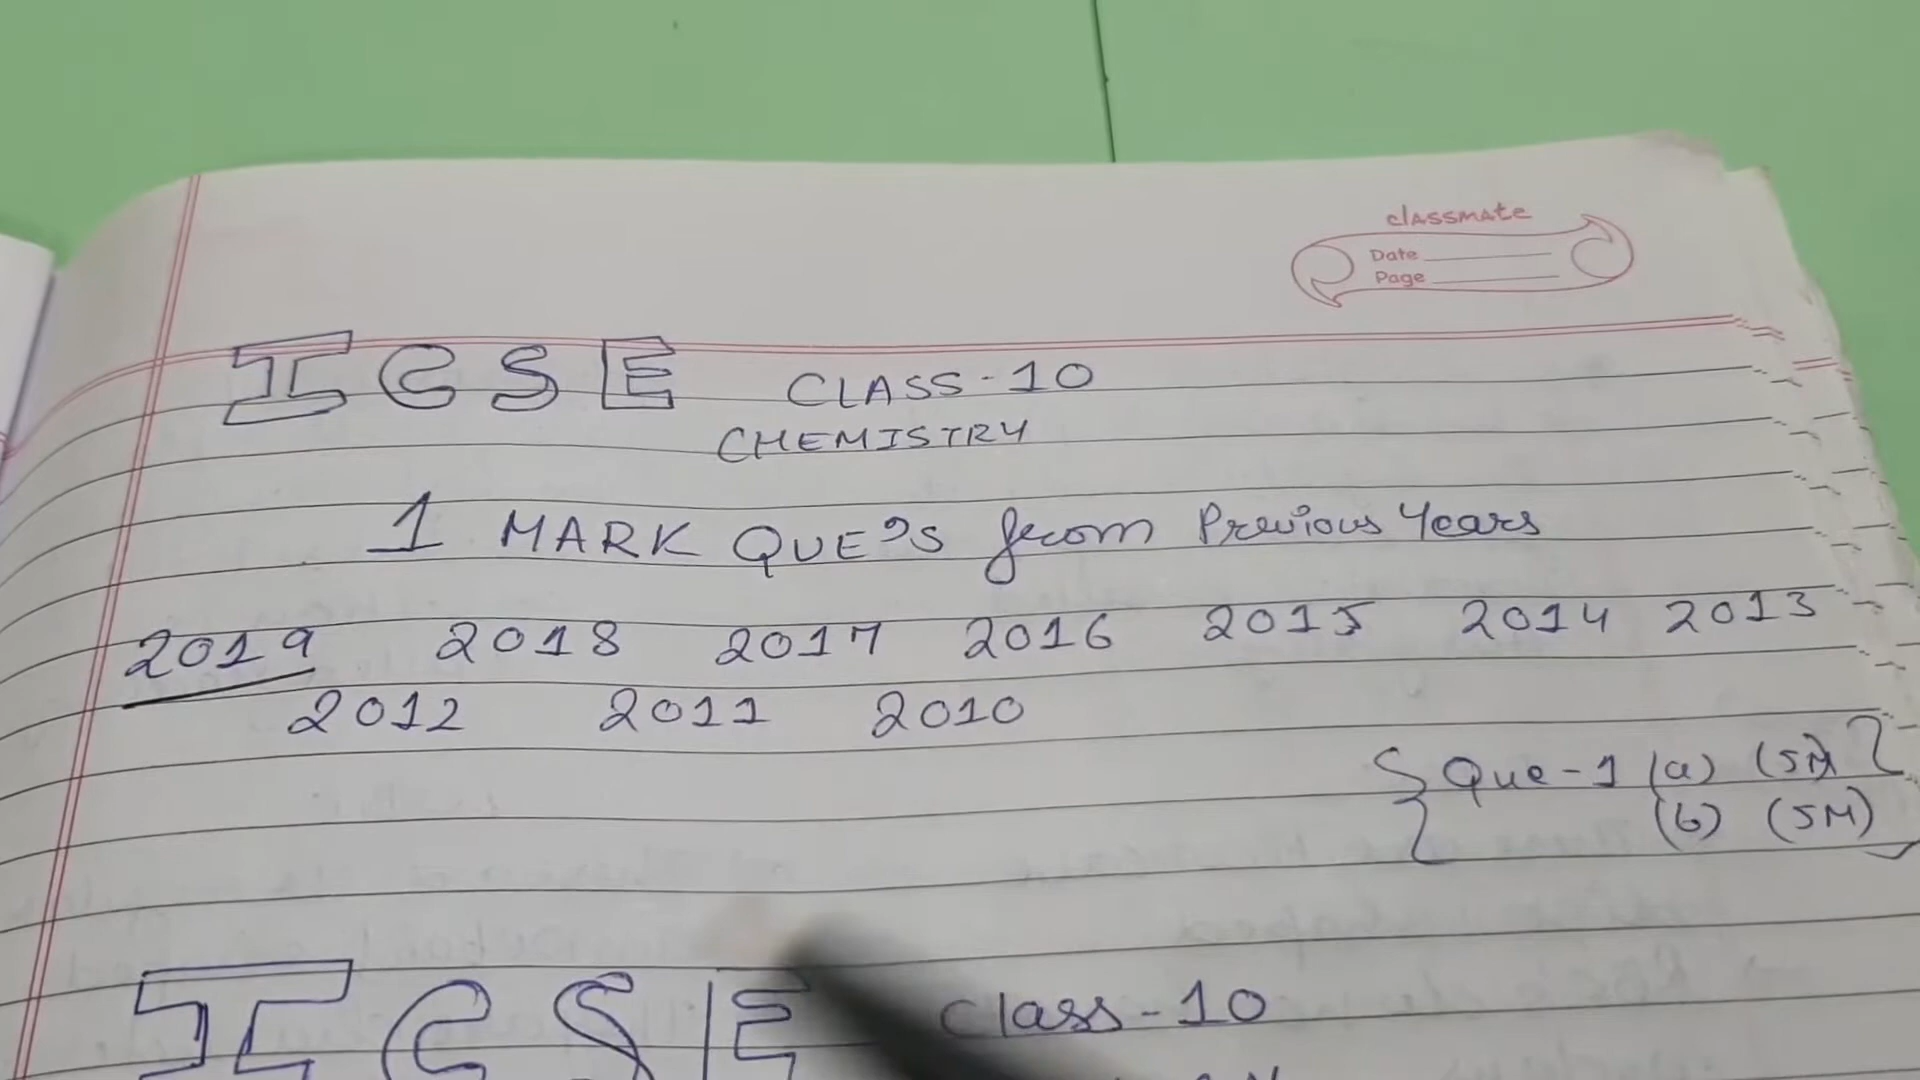 classmate
Date
Page
ICSE CLASS-10
CHEMISTRY
1 MARK QUE'S from Previous Years
2019 2018 2017 2016 2015 2014 2013
2012 2011 2010
{ Que-1 (a) (5M) }
(b) (5M)
ICSE Class-10